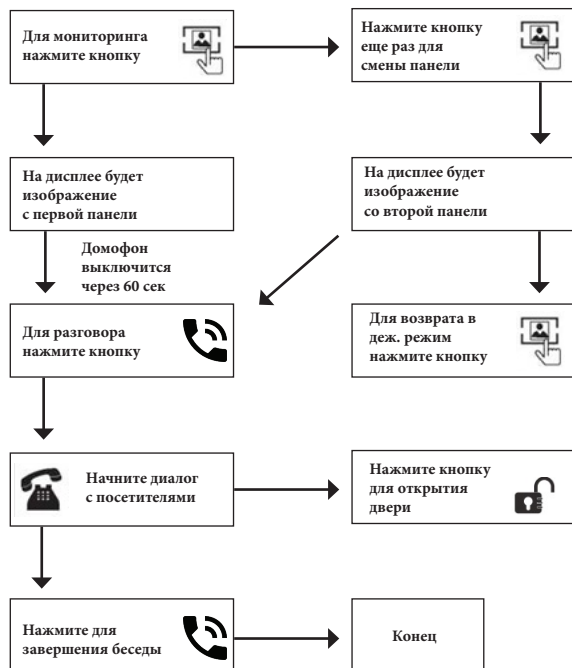 Для мониторинга
нажмите кнопку
Нажмите кнопку
еще раз для
смены панели
На дисплее будет
изображение
с первой панели
На дисплее будет
изображение
со второй панели
Домофон
выключится
через 60 сек
Для разговора
нажмите кнопку
Для возврата в
деж. режим
нажмите кнопку
Начните диалог
с посетителями
Нажмите кнопку
для открытия
двери
Нажмите для
завершения беседы
Конец